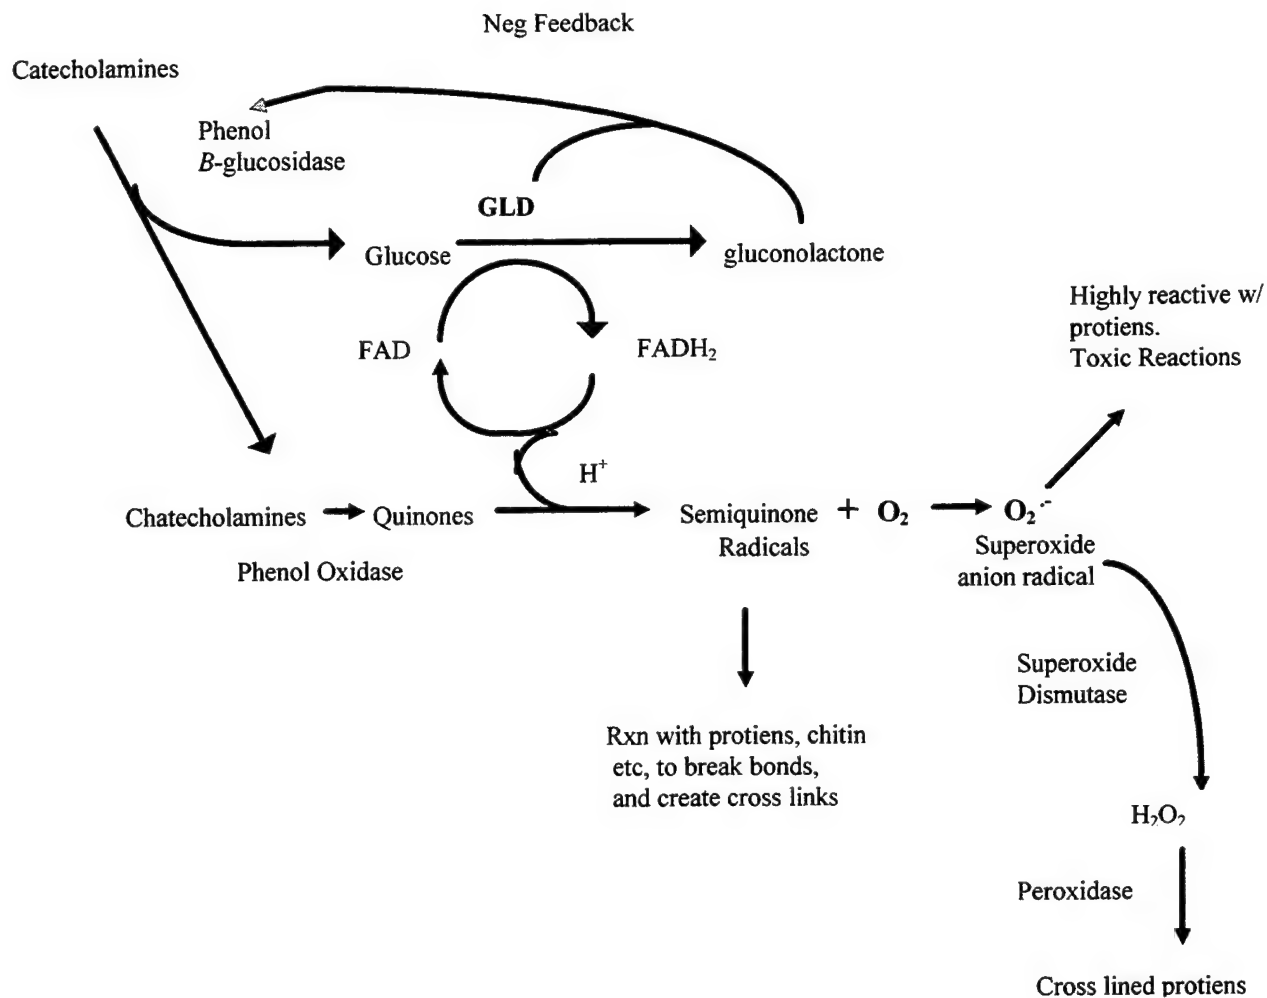 Neg Feedback
Catecholamines
Phenol
B-glucosidase
GLD
Glucose
gluconolactone
Highly reactive w/
protiens.
Toxic Reactions
FAD
FADH₂
H⁺
Chatecholamines
Quinones
Semiquinone
Radicals
+ O₂
O₂·⁻
Superoxide
anion radical
Phenol Oxidase
Superoxide
Dismutase
Rxn with protiens, chitin
etc, to break bonds,
and create cross links
H₂O₂
Peroxidase
Cross lined protiens